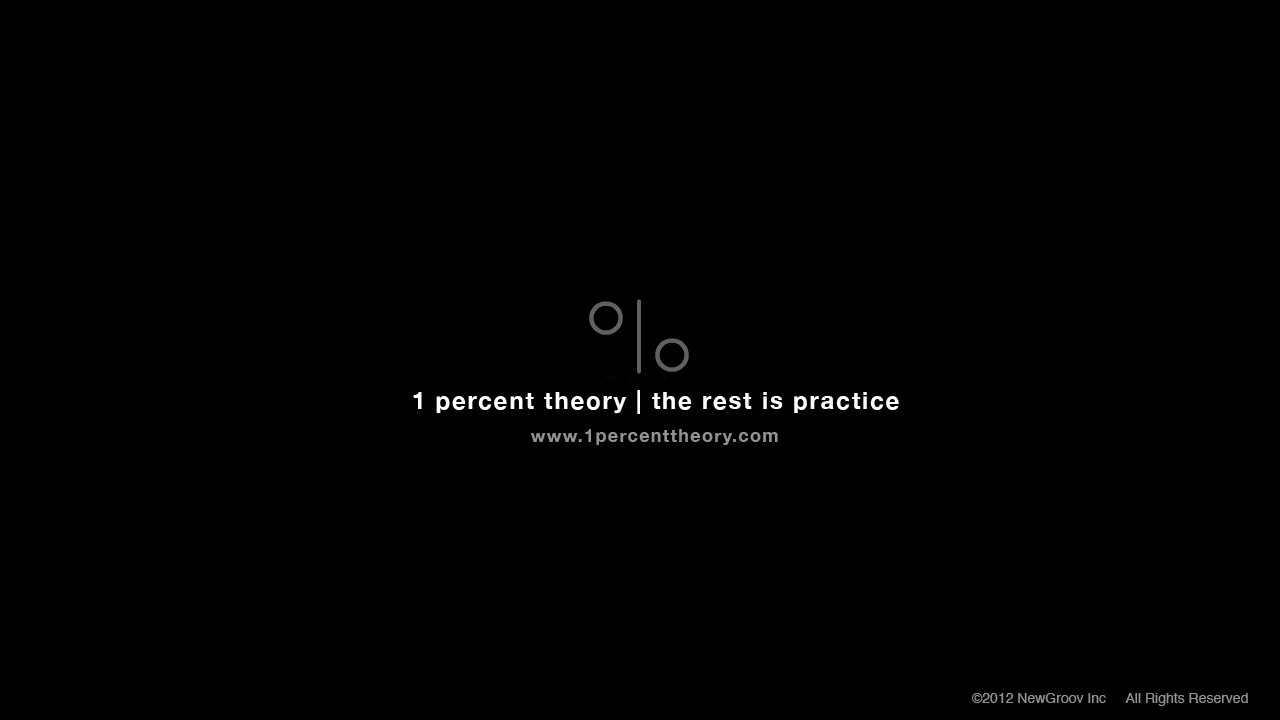 1 percent theory | the rest is practice
www.1percenttheory.com
©2012 NewGroov Inc All Rights Reserved